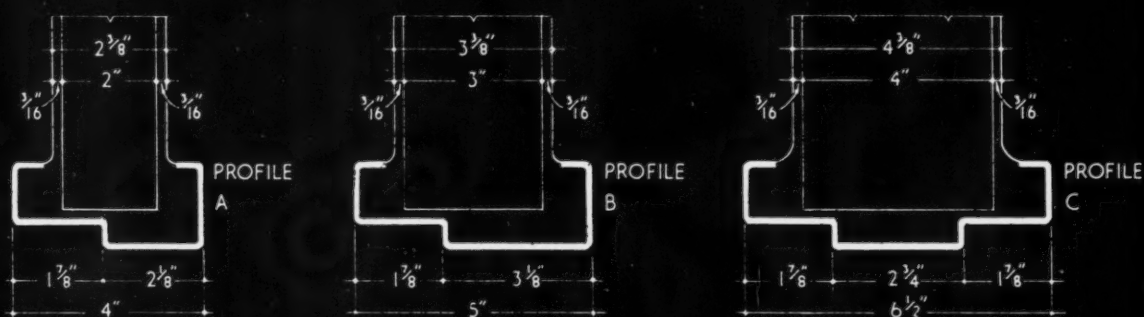 2 3/8" 3 3/8" 4 3/8"
2" 3" 4"
3/16" 3/16" 3/16" 3/16" 3/16" 3/16
PROFILE PROFILE PROFILE
A B C
1 7/8" 2 1/8" 1 7/8" 3 1/8" 1 7/8" 2 3/4" 1 7/8"
4" 5" 6 1/2"